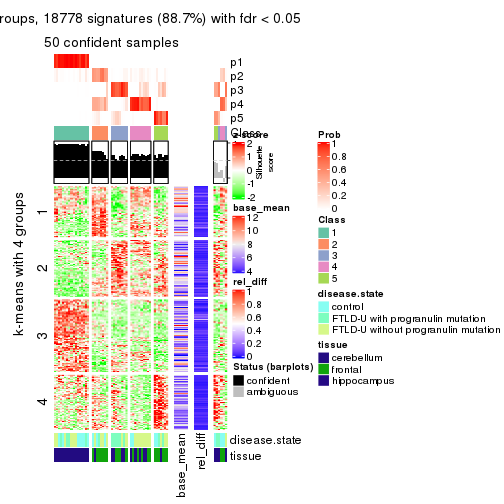 roups, 18778 signatures (88.7%) with fdr < 0.05
50 confident samples
p1
p2
p3
p4
p5
Class
z-score
2
1
0
-1
-2
Silhouette
score
base_mean
12
10
8
6
4
rel_diff
1
0.8
0.6
0.4
0.2
0
Status (barplots)
confident
ambiguous
Prob
1
0.8
0.6
0.4
0.2
0
Class
1
2
3
4
5
disease.state
control
FTLD-U with progranulin mutation
FTLD-U without progranulin mutation
tissue
cerebellum
frontal
hippocampus
k-means with 4 groups
1
2
3
4
disease.state
tissue
base_mean
rel_diff